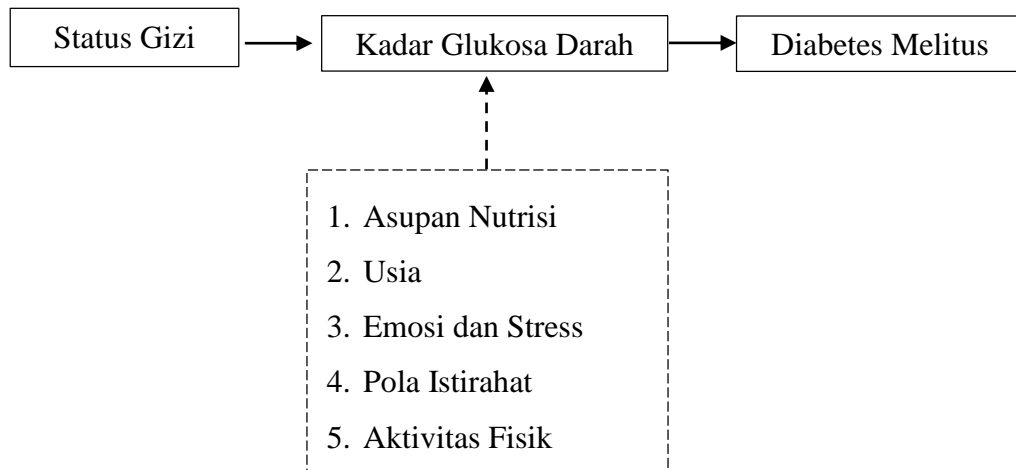 Status Gizi
Kadar Glukosa Darah
Diabetes Melitus
1. Asupan Nutrisi
2. Usia
3. Emosi dan Stress
4. Pola Istirahat
5. Aktivitas Fisik